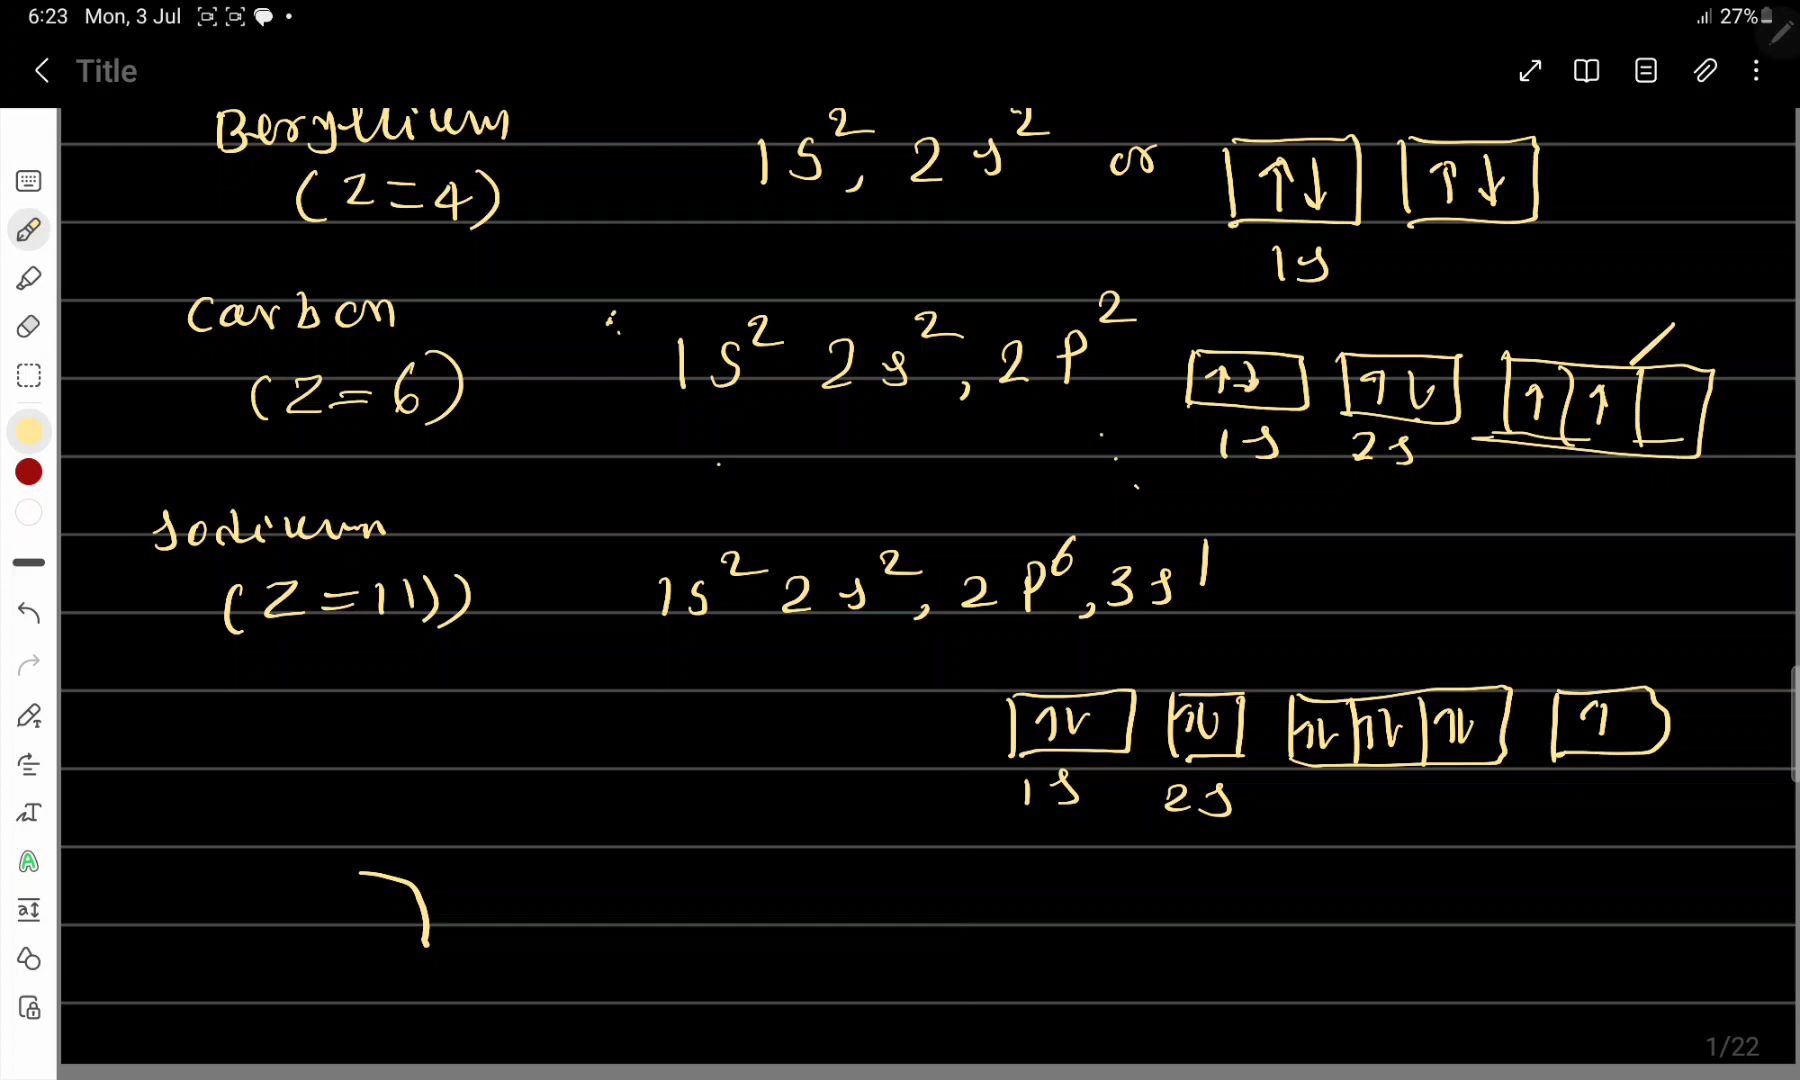 6:23 Mon, 3 Jul 27%
Title
Beryllium 1s², 2s² or ↑↓ ↑↓
(Z=4)
1s
Carbon : 1s² 2s², 2p² ↑↓ ↑↓ ↑ ↑
(Z=6)
1s 2s
Sodium
(Z=11)) 1s² 2s², 2p⁶, 3s¹
↑↓ ↑↓ ↑↓ ↑↓ ↑↓ ↑
1s 2s
1/22